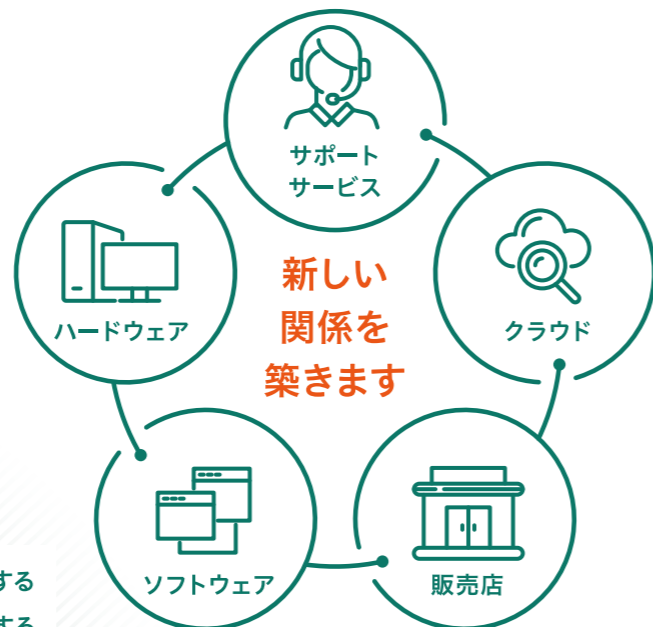 サポート
サービス
新しい
関係を
築きます
ハードウェア
クラウド
ソフトウェア
販売店
する
する